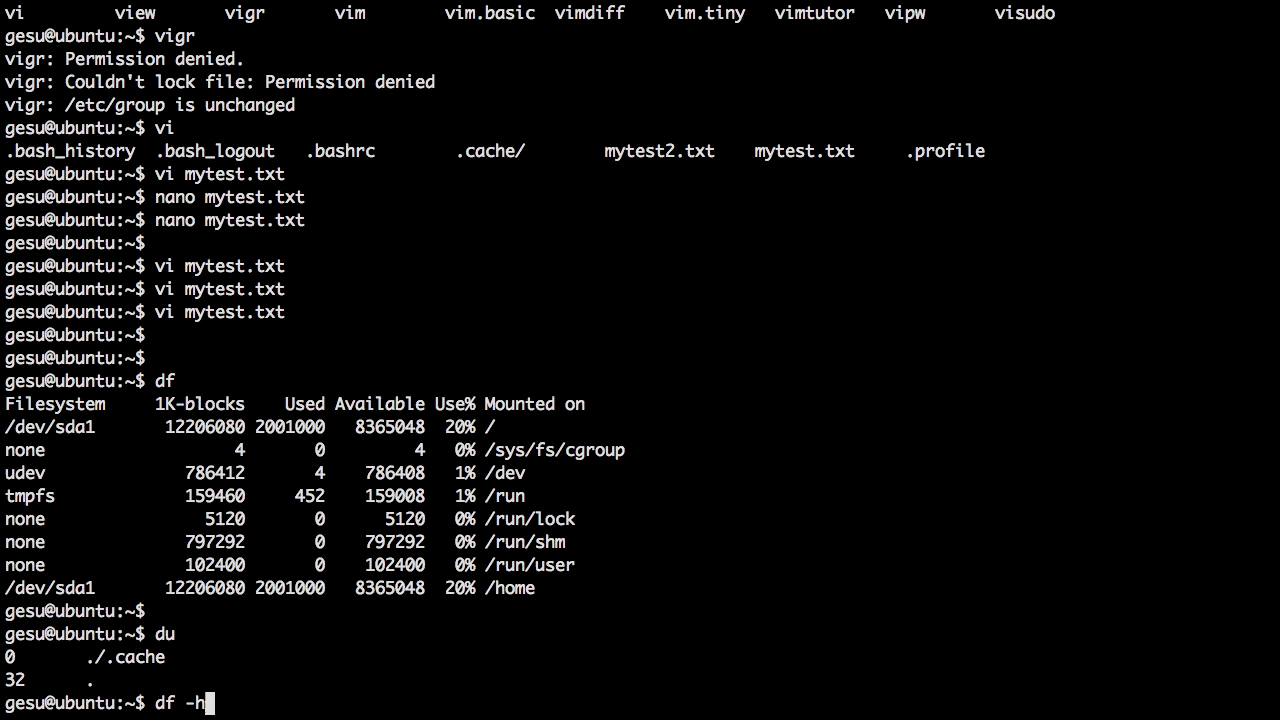 vi         view       vigr       vim        vim.basic  vimdiff    vim.tiny   vimtutor   vipw       visudo
gesu@ubuntu:~$ vigr
vigr: Permission denied.
vigr: Couldn't lock file: Permission denied
vigr: /etc/group is unchanged
gesu@ubuntu:~$ vi
.bash_history  .bash_logout   .bashrc        .cache/        mytest2.txt    mytest.txt     .profile
gesu@ubuntu:~$ vi mytest.txt
gesu@ubuntu:~$ nano mytest.txt
gesu@ubuntu:~$ nano mytest.txt
gesu@ubuntu:~$
gesu@ubuntu:~$ vi mytest.txt
gesu@ubuntu:~$ vi mytest.txt
gesu@ubuntu:~$ vi mytest.txt
gesu@ubuntu:~$
gesu@ubuntu:~$
gesu@ubuntu:~$ df
Filesystem     1K-blocks    Used Available Use% Mounted on
/dev/sda1       12206080 2001000   8365048  20% /
none                   4       0         4   0% /sys/fs/cgroup
udev              786412       4    786408   1% /dev
tmpfs             159460     452    159008   1% /run
none                5120       0      5120   0% /run/lock
none              797292       0    797292   0% /run/shm
none              102400       0    102400   0% /run/user
/dev/sda1       12206080 2001000   8365048  20% /home
gesu@ubuntu:~$
gesu@ubuntu:~$ du
0       ./.cache
32      .
gesu@ubuntu:~$ df -h